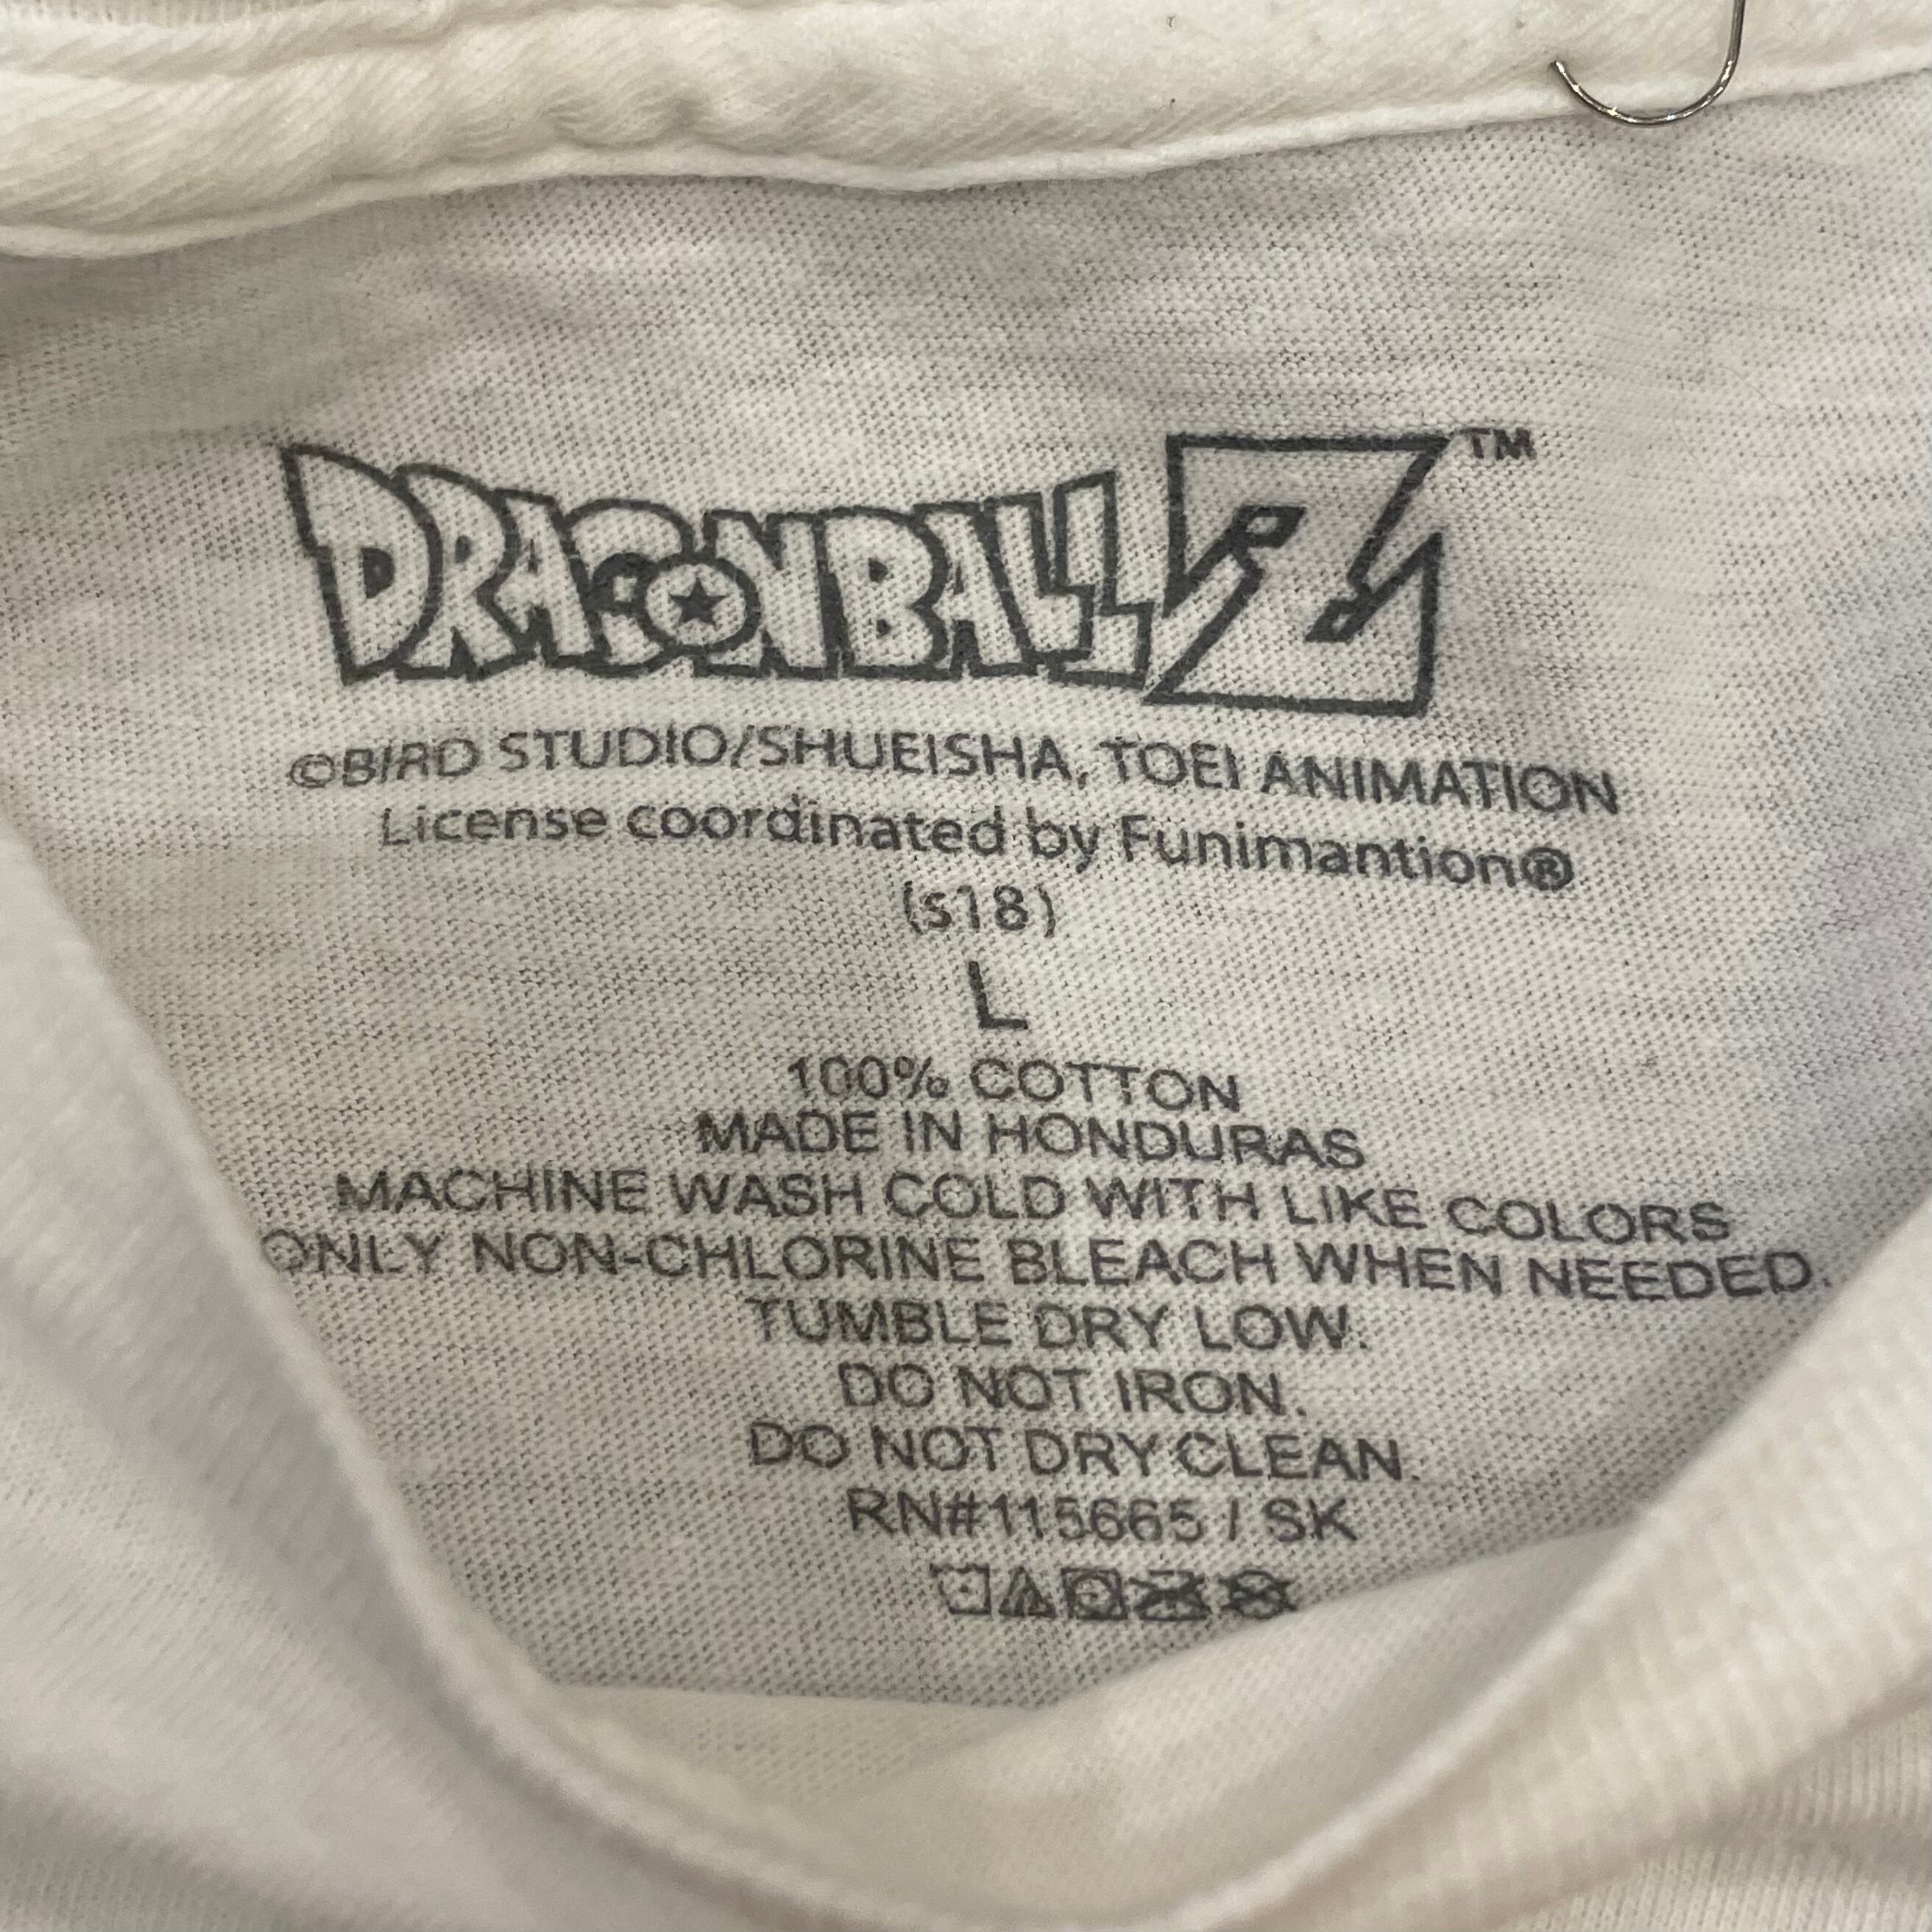 DRAGONBALL Z™
©BIRD STUDIO/SHUEISHA, TOEI ANIMATION
License coordinated by Funimantion®
(s18)
L
100% COTTON
MADE IN HONDURAS
MACHINE WASH COLD WITH LIKE COLORS
ONLY NON-CHLORINE BLEACH WHEN NEEDED.
TUMBLE DRY LOW.
DO NOT IRON.
DO NOT DRY CLEAN.
RN#115665 / SK